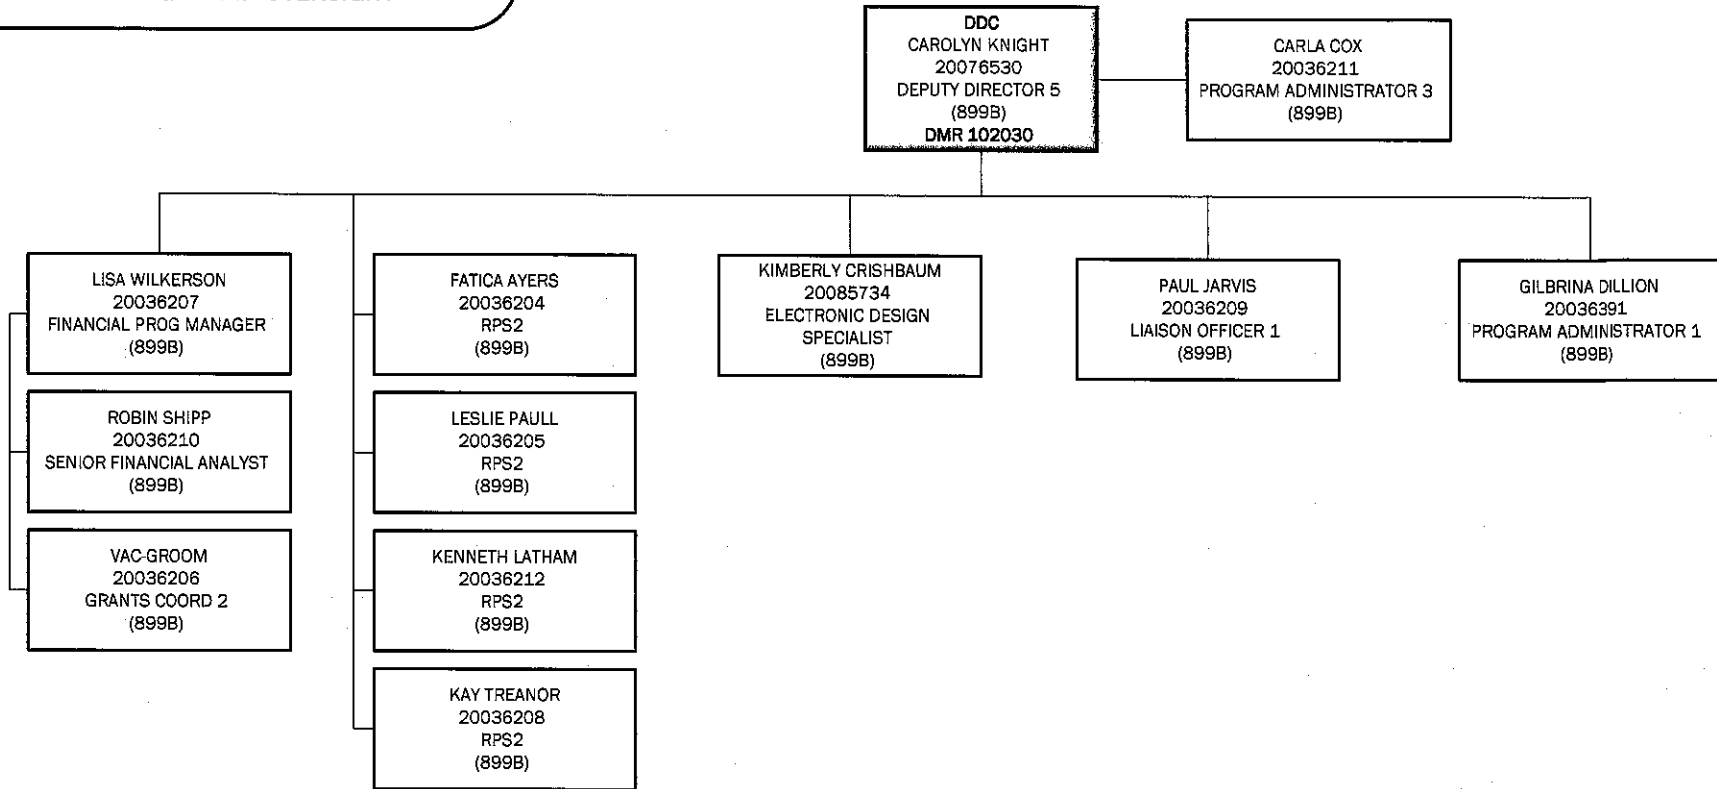 DDC
CAROLYN KNIGHT
20076530
DEPUTY DIRECTOR 5
(899B)
DMR 102030
CARLA COX
20036211
PROGRAM ADMINISTRATOR 3
(899B)
LISA WILKERSON
20036207
FINANCIAL PROG MANAGER
(899B)
ROBIN SHIPP
20036210
SENIOR FINANCIAL ANALYST
(899B)
VAC-GROOM
20036206
GRANTS COORD 2
(899B)
FATICA AYERS
20036204
RPS2
(899B)
LESLIE PAULL
20036205
RPS2
(899B)
KENNETH LATHAM
20036212
RPS2
(899B)
KAY TREANOR
20036208
RPS2
(899B)
KIMBERLY CRISHBAUM
20085734
ELECTRONIC DESIGN
SPECIALIST
(899B)
PAUL JARVIS
20036209
LIAISON OFFICER 1
(899B)
GILBRINA DILLION
20036391
PROGRAM ADMINISTRATOR 1
(899B)